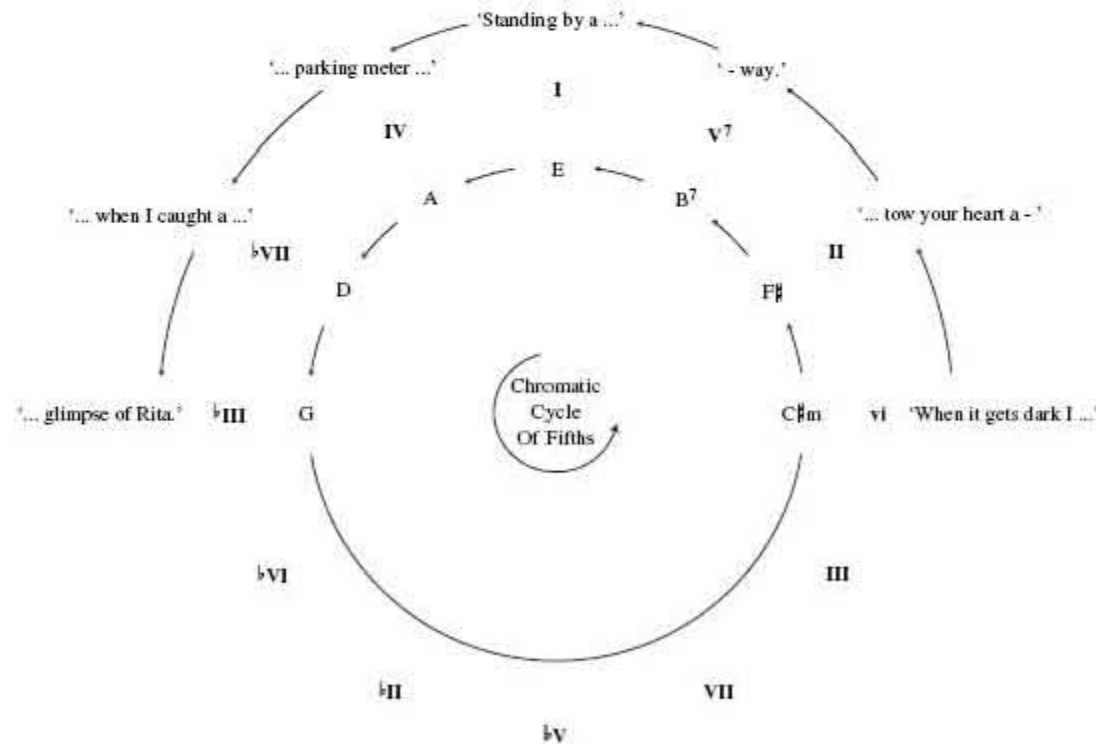 ‘Standing by a ...’
‘... parking meter ...’
‘ - way.’
I
IV
V⁷
E
A
B⁷
‘... when I caught a ...’
‘... tow your heart a - ’
♭VII
II
D
F♯
Chromatic
Cycle
Of Fifths
‘... glimpse of Rita.’ ♭III G
C♯m vi ‘When it gets dark I ...’
♭VI
III
♭II
VII
♭V